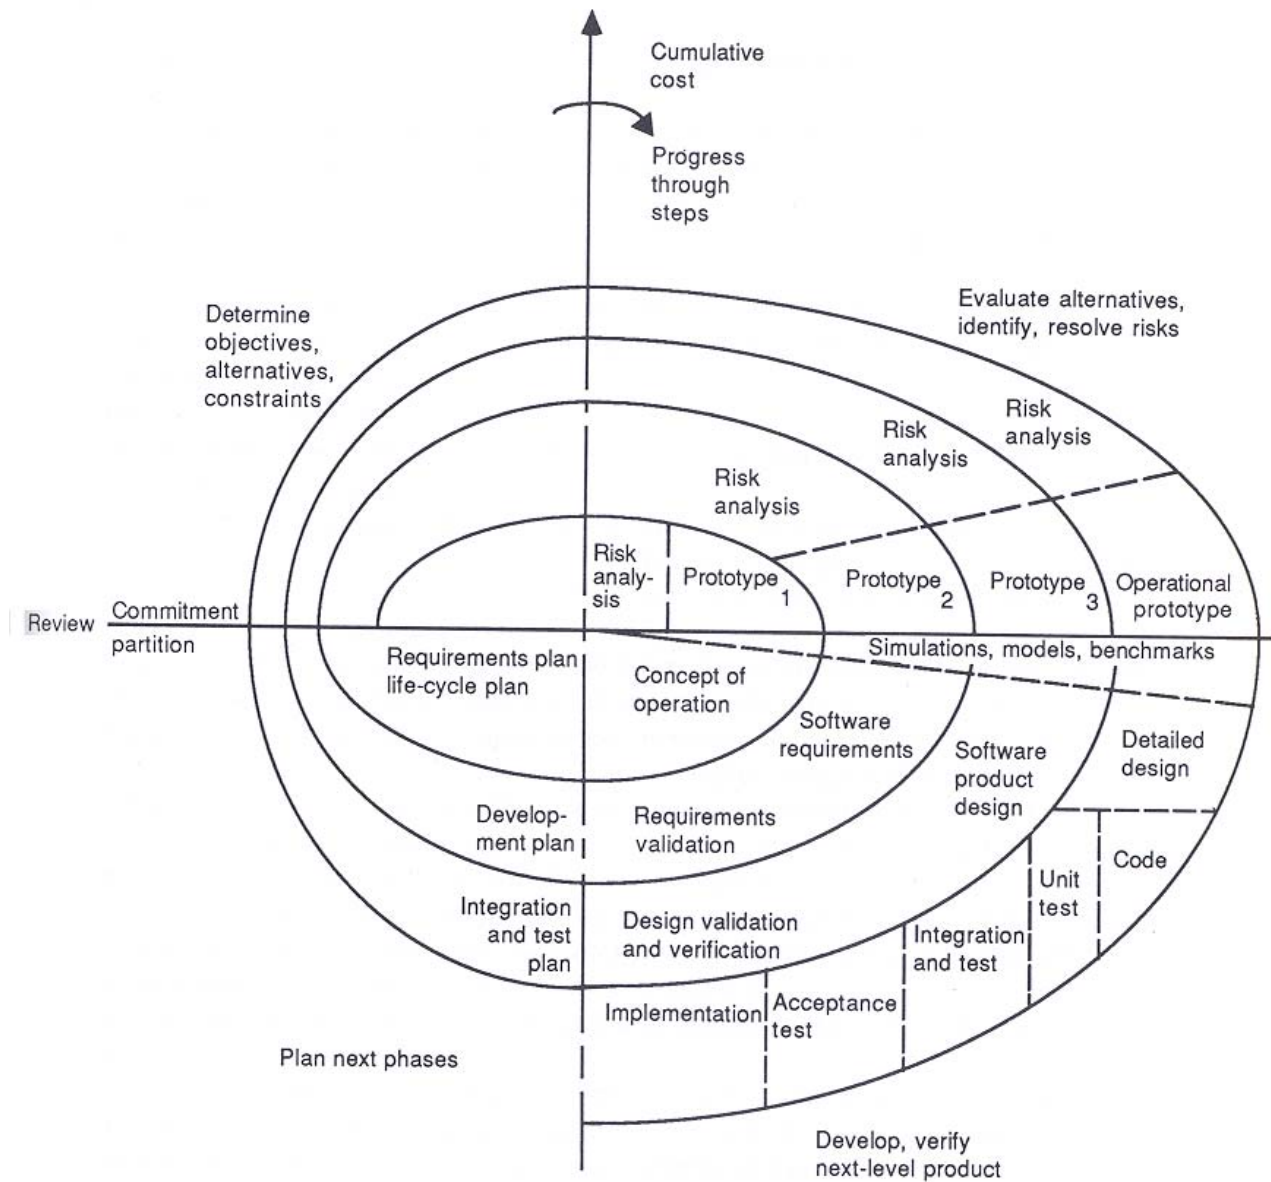 Cumulative
cost
Progress
through
steps
Determine
objectives,
alternatives,
constraints
Evaluate alternatives,
identify, resolve risks
Risk
analysis
Risk
analysis
Risk
analysis
Risk
analy-
sis
Prototype 1
Prototype 2
Prototype 3
Operational
prototype
Review
Commitment
partition
Simulations, models, benchmarks
Requirements plan
life-cycle plan
Concept of
operation
Software
requirements
Software
product
design
Detailed
design
Develop-
ment plan
Requirements
validation
Code
Unit
test
Integration
and test
plan
Design validation
and verification
Integration
and test
Implementation
Acceptance
test
Plan next phases
Develop, verify
next-level product